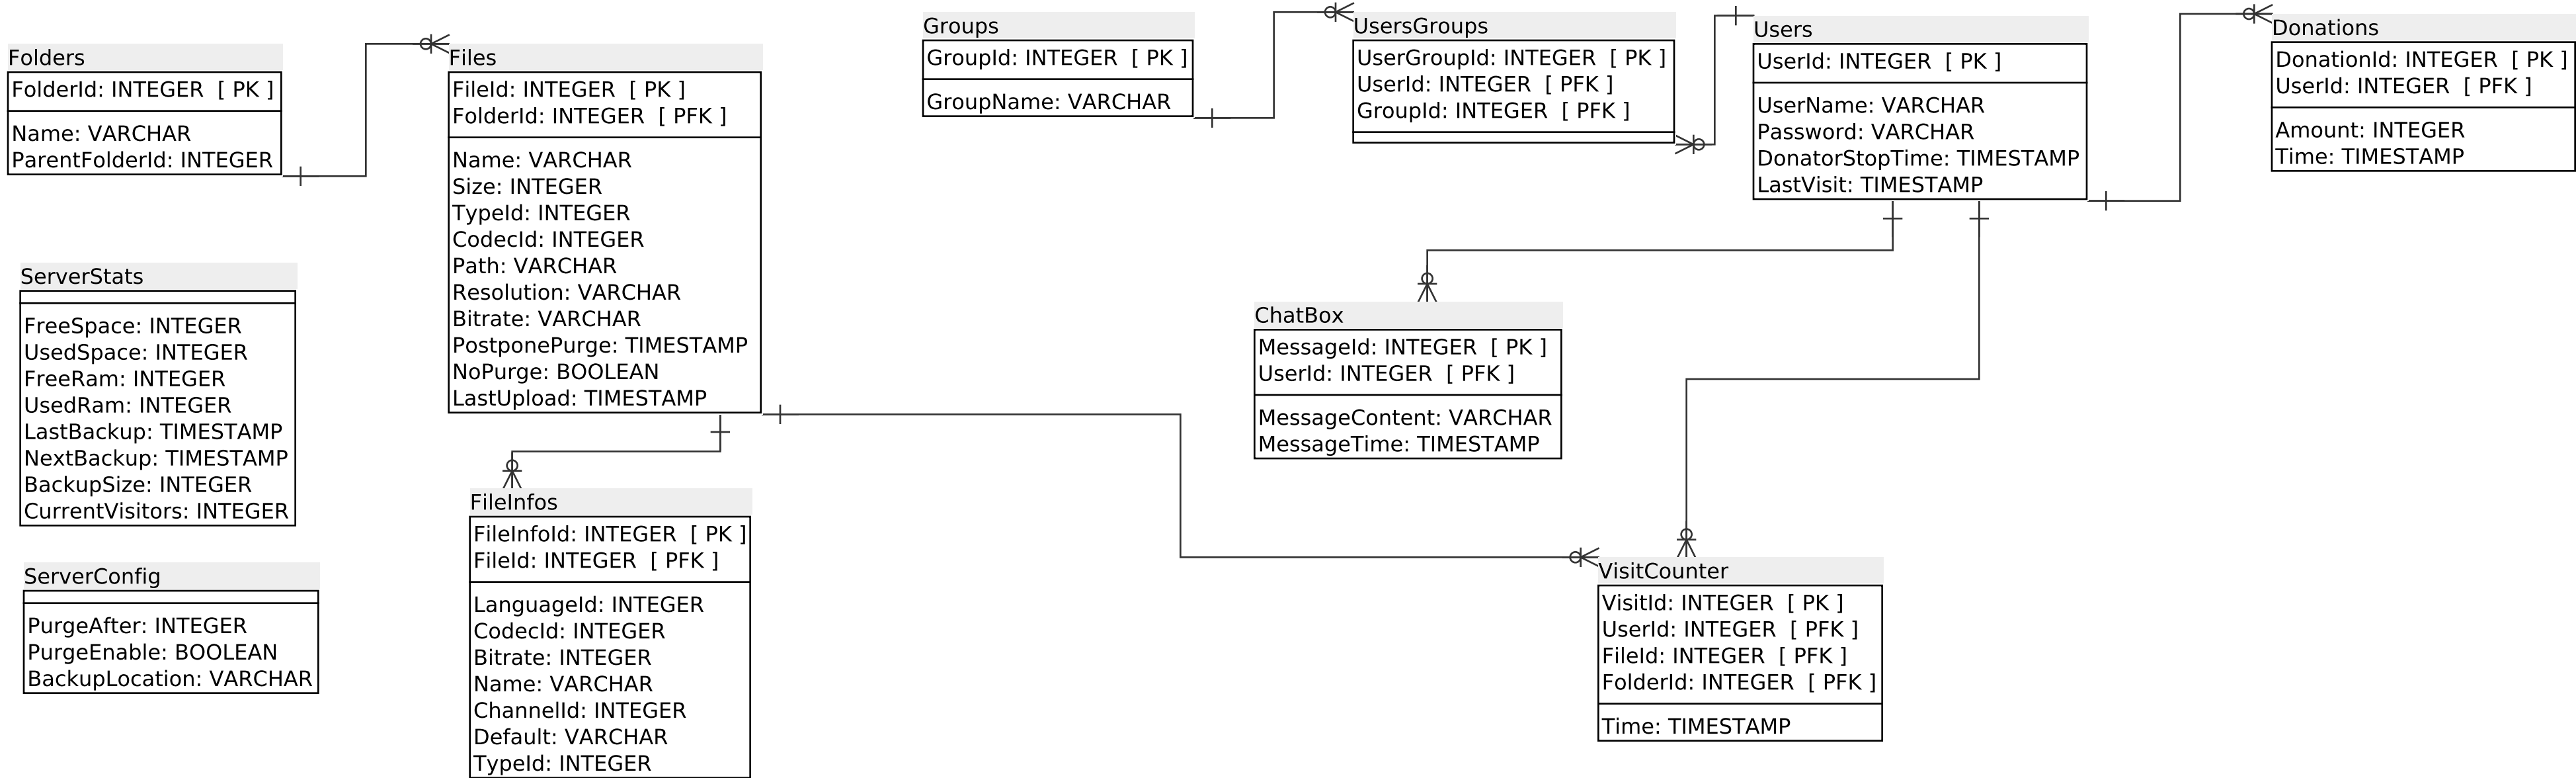 Folders
FolderId: INTEGER [ PK ]
Name: VARCHAR
ParentFolderId: INTEGER
Files
FileId: INTEGER [ PK ]
FolderId: INTEGER [ PFK ]
Name: VARCHAR
Size: INTEGER
TypeId: INTEGER
CodecId: INTEGER
Path: VARCHAR
Resolution: VARCHAR
Bitrate: VARCHAR
PostponePurge: TIMESTAMP
NoPurge: BOOLEAN
LastUpload: TIMESTAMP
Groups
GroupId: INTEGER [ PK ]
GroupName: VARCHAR
UsersGroups
UserGroupId: INTEGER [ PK ]
UserId: INTEGER [ PFK ]
GroupId: INTEGER [ PFK ]
Users
UserId: INTEGER [ PK ]
UserName: VARCHAR
Password: VARCHAR
DonatorStopTime: TIMESTAMP
LastVisit: TIMESTAMP
Donations
DonationId: INTEGER [ PK ]
UserId: INTEGER [ PFK ]
Amount: INTEGER
Time: TIMESTAMP
ServerStats
FreeSpace: INTEGER
UsedSpace: INTEGER
FreeRam: INTEGER
UsedRam: INTEGER
LastBackup: TIMESTAMP
NextBackup: TIMESTAMP
BackupSize: INTEGER
CurrentVisitors: INTEGER
ChatBox
MessageId: INTEGER [ PK ]
UserId: INTEGER [ PFK ]
MessageContent: VARCHAR
MessageTime: TIMESTAMP
FileInfos
FileInfoId: INTEGER [ PK ]
FileId: INTEGER [ PFK ]
LanguageId: INTEGER
CodecId: INTEGER
Bitrate: INTEGER
Name: VARCHAR
ChannelId: INTEGER
Default: VARCHAR
TypeId: INTEGER
ServerConfig
PurgeAfter: INTEGER
PurgeEnable: BOOLEAN
BackupLocation: VARCHAR
VisitCounter
VisitId: INTEGER [ PK ]
UserId: INTEGER [ PFK ]
FileId: INTEGER [ PFK ]
FolderId: INTEGER [ PFK ]
Time: TIMESTAMP